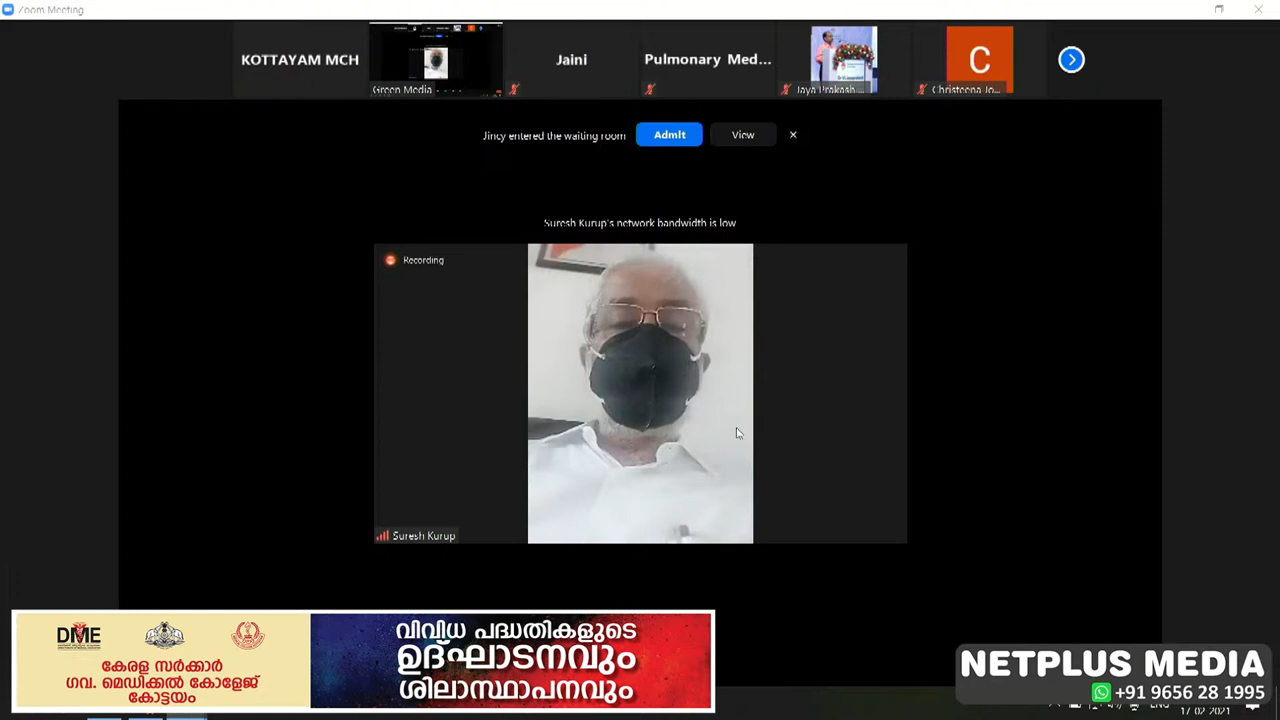 Zoom Meeting
KOTTAYAM MCH
Green Media
Jaini
Pulmonary Med...
Jaya Prakash...
C
Christeena Jo...
Jincy entered the waiting room
Admit
View
Suresh Kurup's network bandwidth is low
Recording
Suresh Kurup
DME
കേരള സർക്കാർ
ഗവ. മെഡിക്കൽ കോളേജ്
കോട്ടയം
വിവിധ പദ്ധതികളുടെ
ഉദ്ഘാടനവും
ശിലാസ്ഥാപനവും
NETPLUS MEDIA
+91 9656 28 1995
ENG
17-02-2021